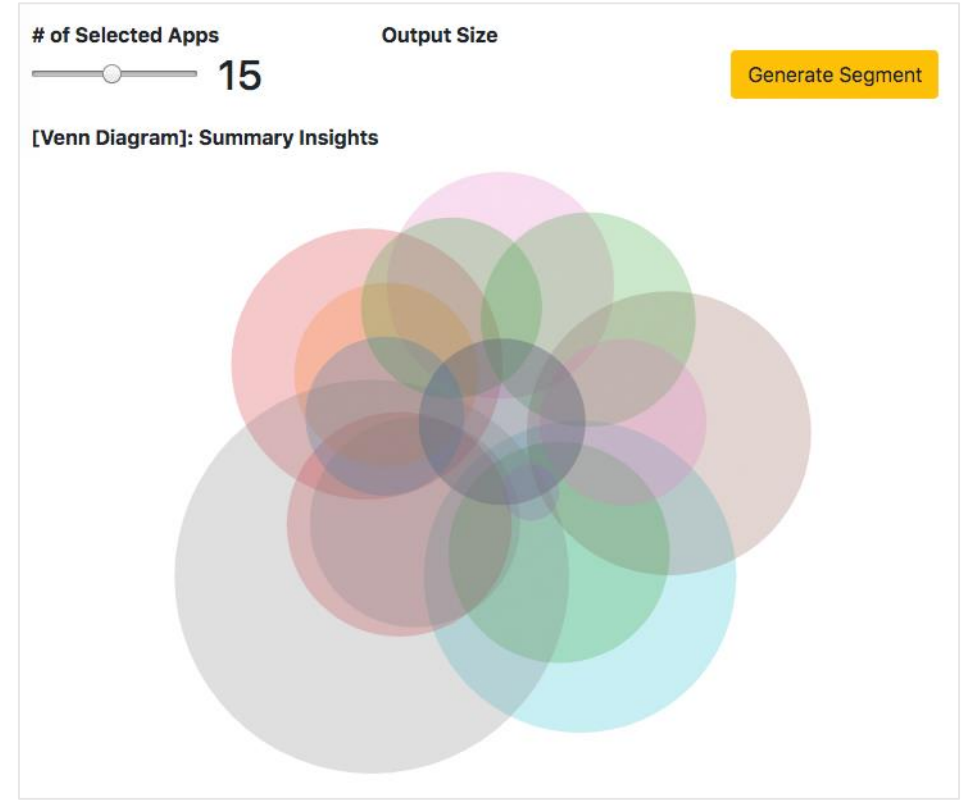 # of Selected Apps
Output Size
15
Generate Segment
[Venn Diagram]: Summary Insights